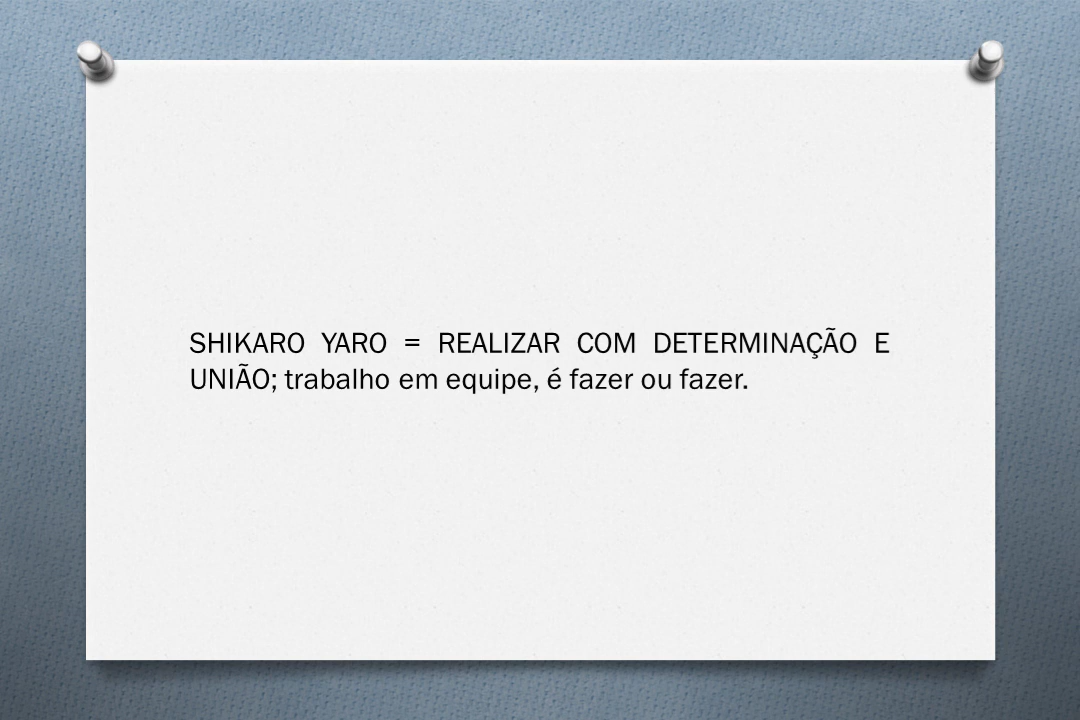 SHIKARO YARO = REALIZAR COM DETERMINAÇÃO E
UNIÃO; trabalho em equipe, é fazer ou fazer.